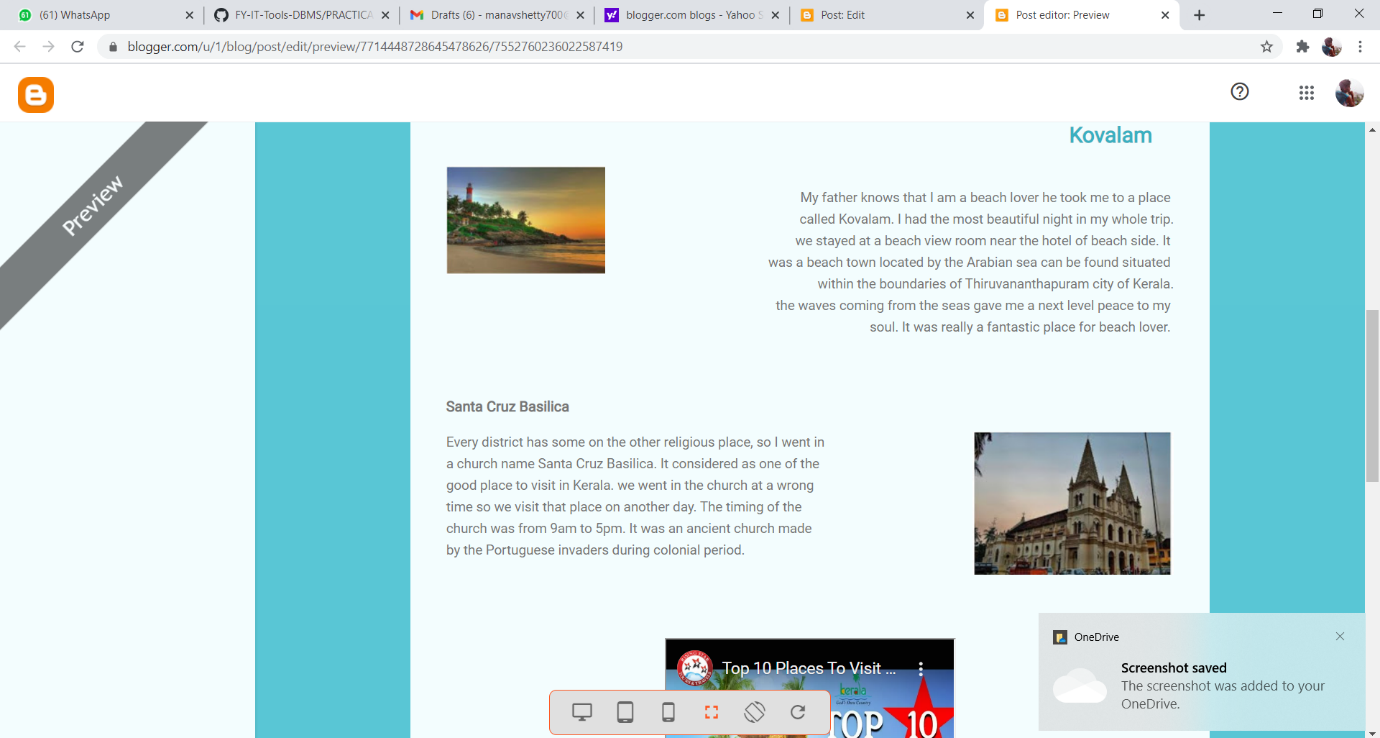 (61) WhatsApp
FY-IT-Tools-DBMS/PRACTICA
Drafts (6) - manavshetty700
blogger.com blogs - Yahoo S
Post: Edit
Post editor: Preview
blogger.com/u/1/blog/post/edit/preview/7714448728645478626/7552760236022587419
Preview
Kovalam
My father knows that I am a beach lover he took me to a place
called Kovalam. I had the most beautiful night in my whole trip.
we stayed at a beach view room near the hotel of beach side. It
was a beach town located by the Arabian sea can be found situated
within the boundaries of Thiruvananthapuram city of Kerala.
the waves coming from the seas gave me a next level peace to my
soul. It was really a fantastic place for beach lover.
Santa Cruz Basilica
Every district has some on the other religious place, so I went in
a church name Santa Cruz Basilica. It considered as one of the
good place to visit in Kerala. we went in the church at a wrong
time so we visit that place on another day. The timing of the
church was from 9am to 5pm. It was an ancient church made
by the Portuguese invaders during colonial period.
Top 10 Places To Visit ...
kerala
TOP 10
OneDrive
Screenshot saved
The screenshot was added to your
OneDrive.